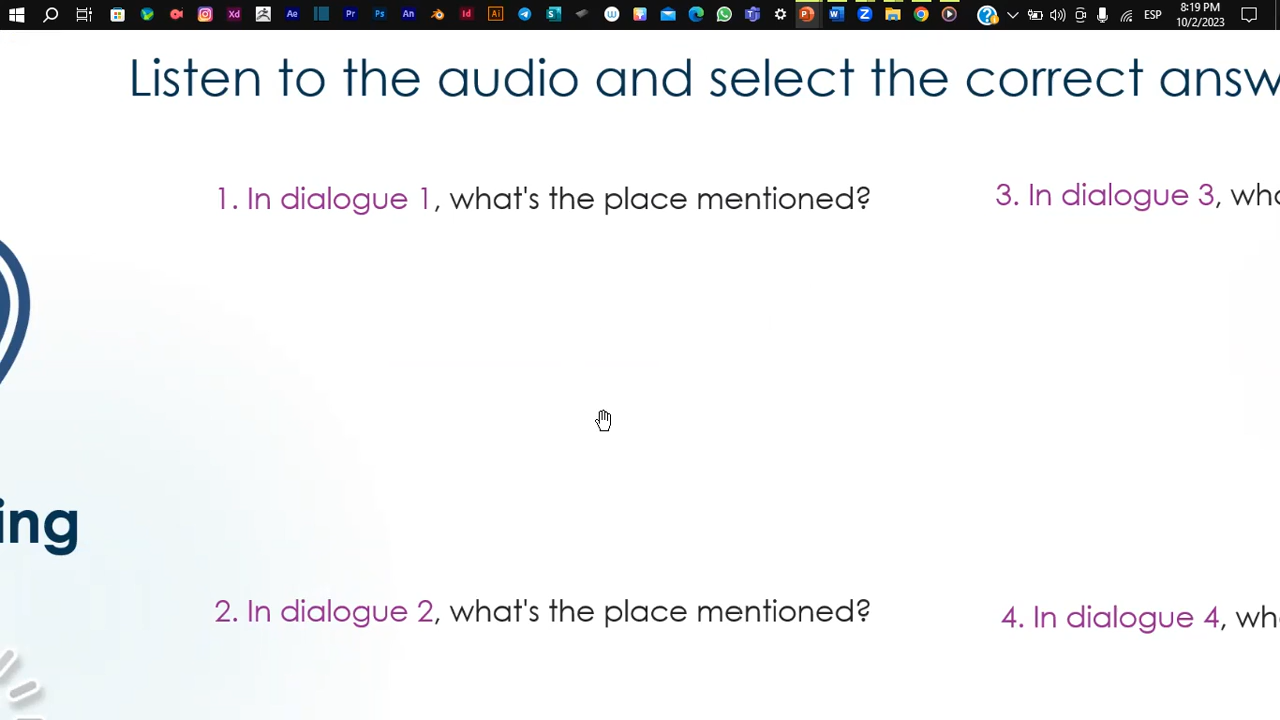 8:19 PM
ESP
10/2/2023
Listen to the audio and select the correct answ
1. In dialogue 1, what's the place mentioned?
3. In dialogue 3, wha
ing
2. In dialogue 2, what's the place mentioned?
4. In dialogue 4, wh